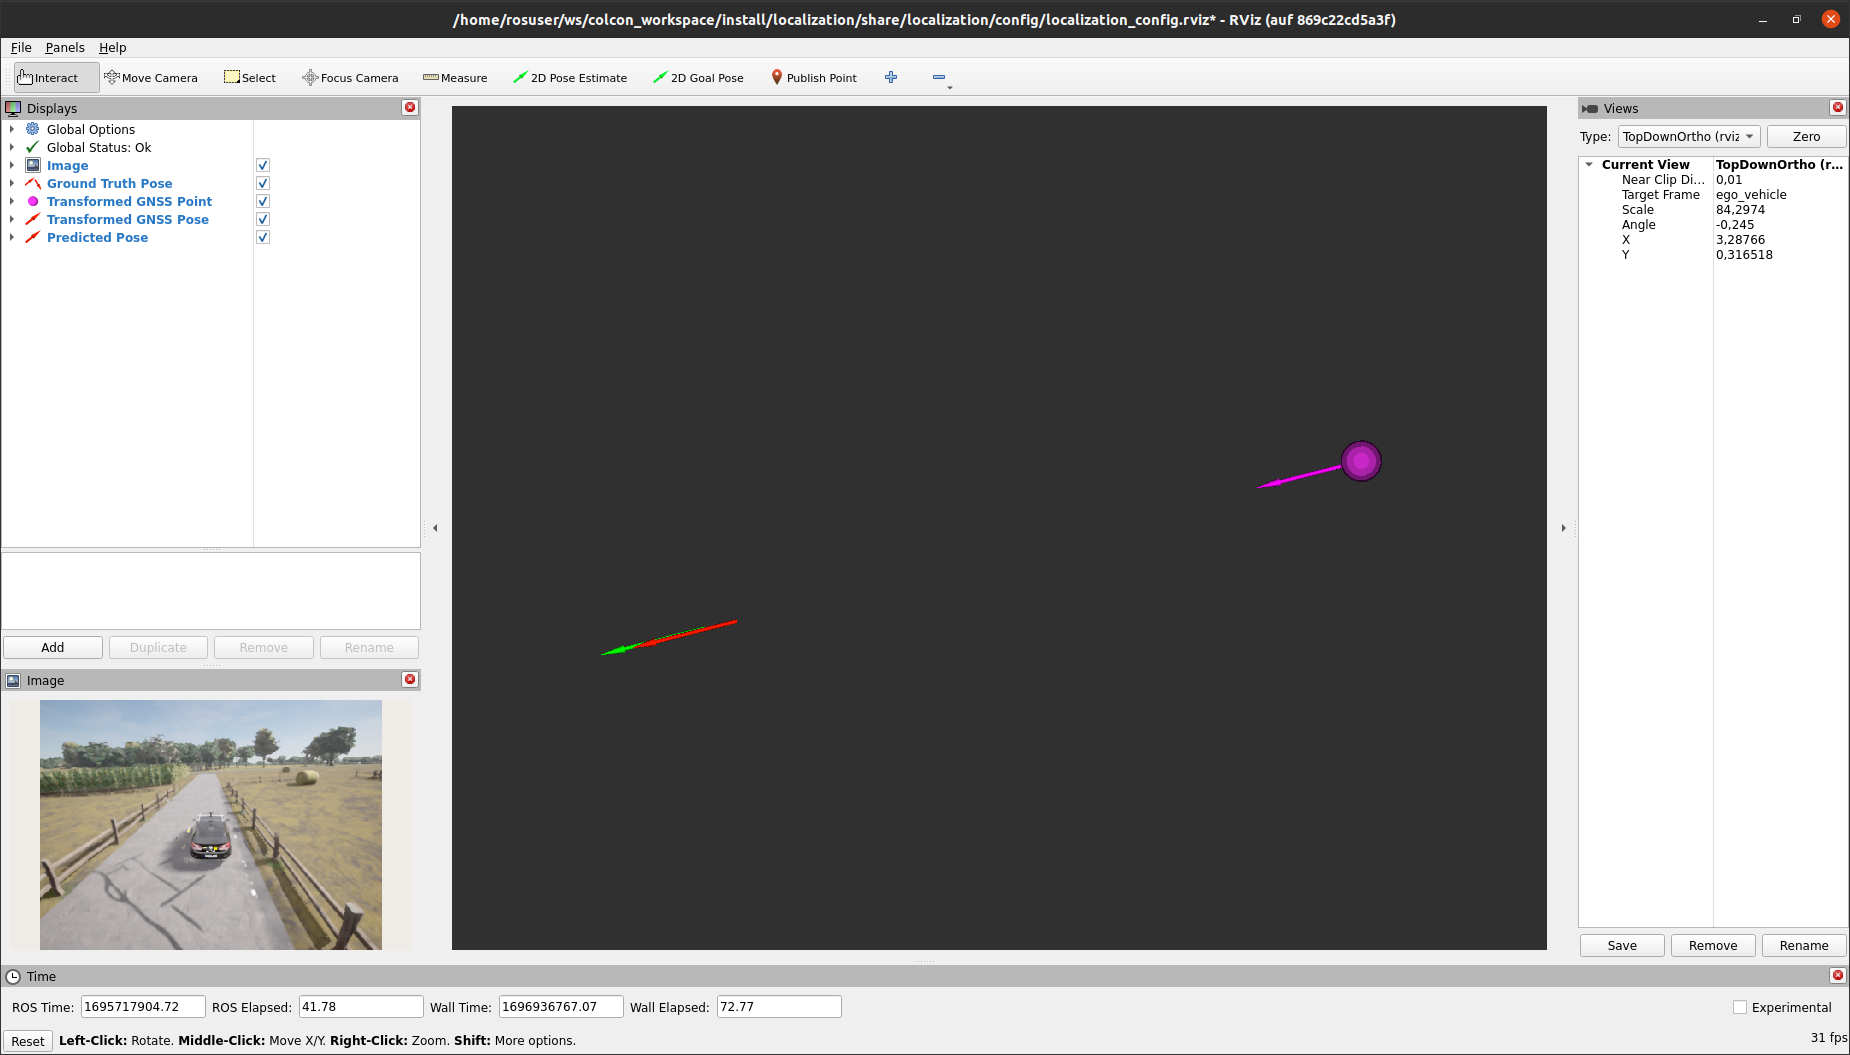 /home/rosuser/ws/colcon_workspace/install/localization/share/localization/config/localization_config.rviz* - RViz (auf 869c22cd5a3f)
File Panels Help
Interact Move Camera Select Focus Camera Measure 2D Pose Estimate 2D Goal Pose Publish Point
Displays
Global Options
Global Status: Ok
Image
Ground Truth Pose
Transformed GNSS Point
Transformed GNSS Pose
Predicted Pose
Add Duplicate Remove Rename
Image
Views
Type: TopDownOrtho (rviz Zero
Current View TopDownOrtho (r...
Near Clip Di... 0,01
Target Frame ego_vehicle
Scale 84,2974
Angle -0,245
X 3,28766
Y 0,316518
Save Remove Rename
Time
ROS Time: 1695717904.72 ROS Elapsed: 41.78 Wall Time: 1696936767.07 Wall Elapsed: 72.77 Experimental
Reset Left-Click: Rotate. Middle-Click: Move X/Y. Right-Click: Zoom. Shift: More options. 31 fps